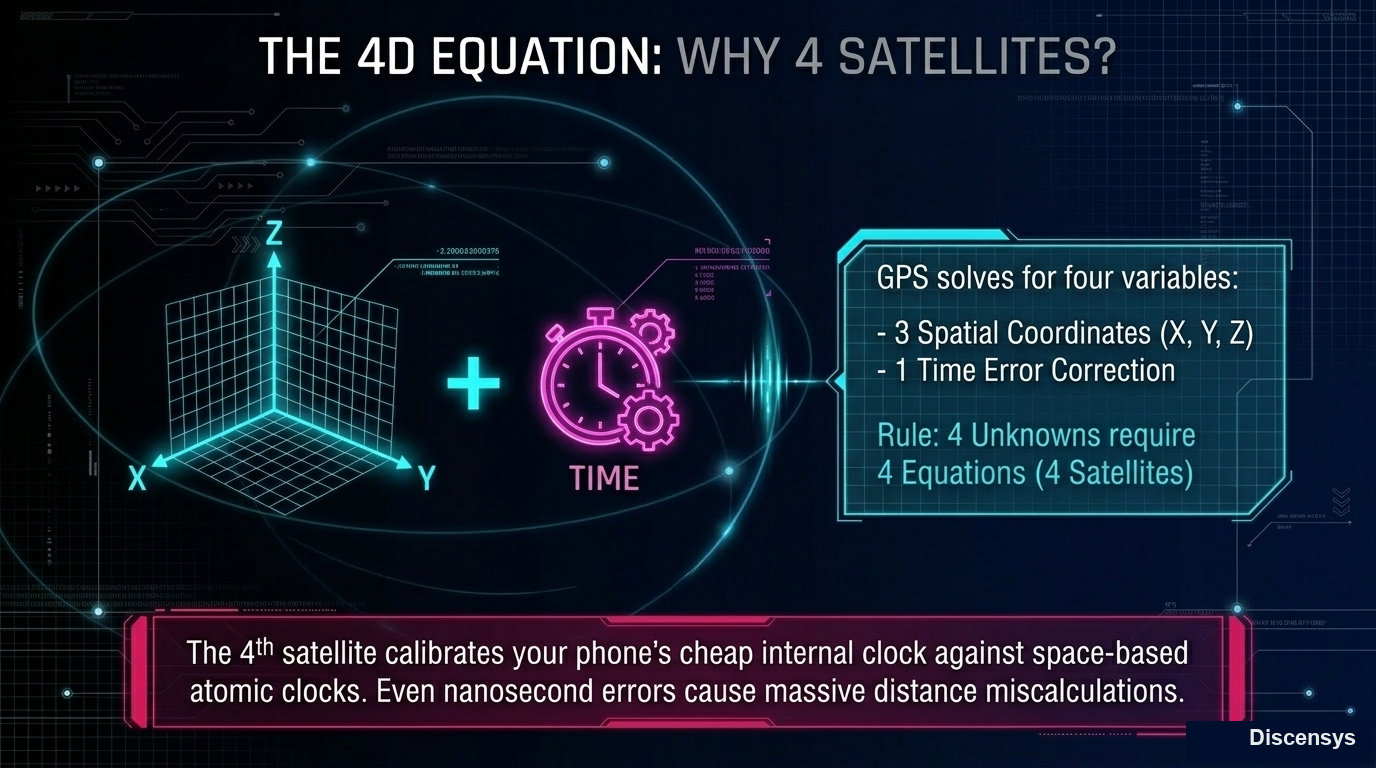 THE 4D EQUATION: WHY 4 SATELLITES?
Z
X
Y
TIME
GPS solves for four variables:
- 3 Spatial Coordinates (X, Y, Z)
- 1 Time Error Correction
Rule: 4 Unknowns require
4 Equations (4 Satellites)
The 4th satellite calibrates your phone’s cheap internal clock against space-based
atomic clocks. Even nanosecond errors cause massive distance miscalculations.
Discensys